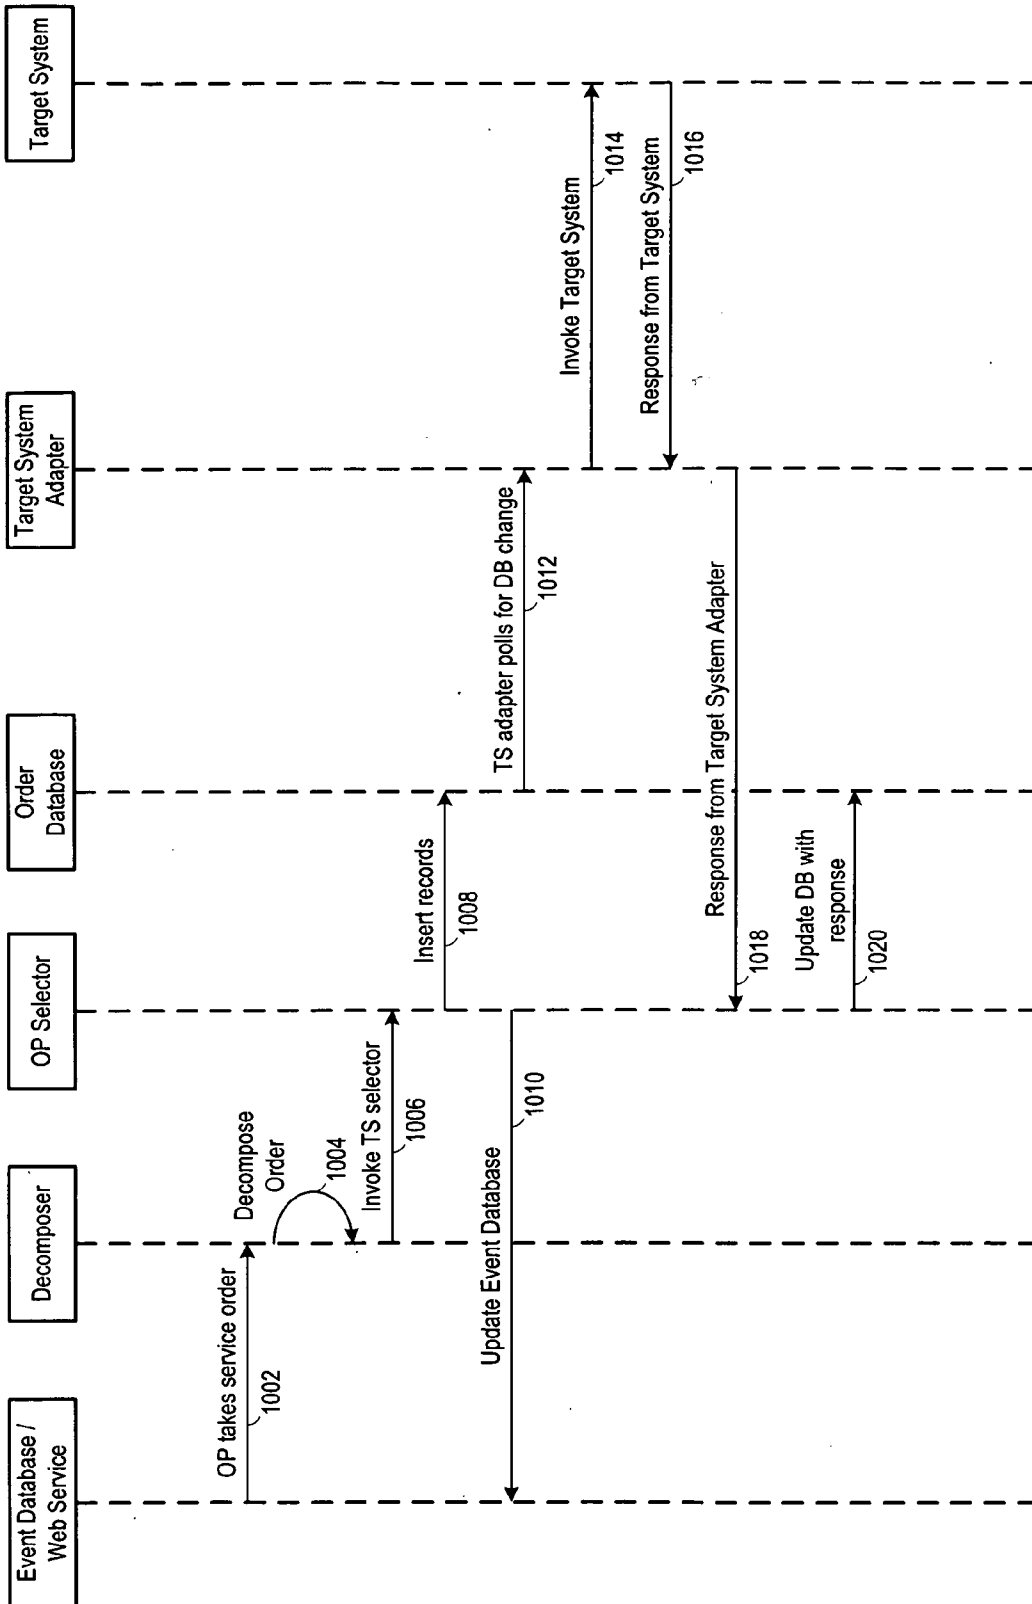 Event Database /
Web Service
Decomposer
OP Selector
Order
Database
Target System
Adapter
Target System
OP takes service order
1002
Decompose
Order
1004
Invoke TS selector
1006
Insert records
1008
Update Event Database
1010
TS adapter polls for DB change
1012
Invoke Target System
1014
Response from Target System
1016
Response from Target System Adapter
1018
Update DB with
response
1020